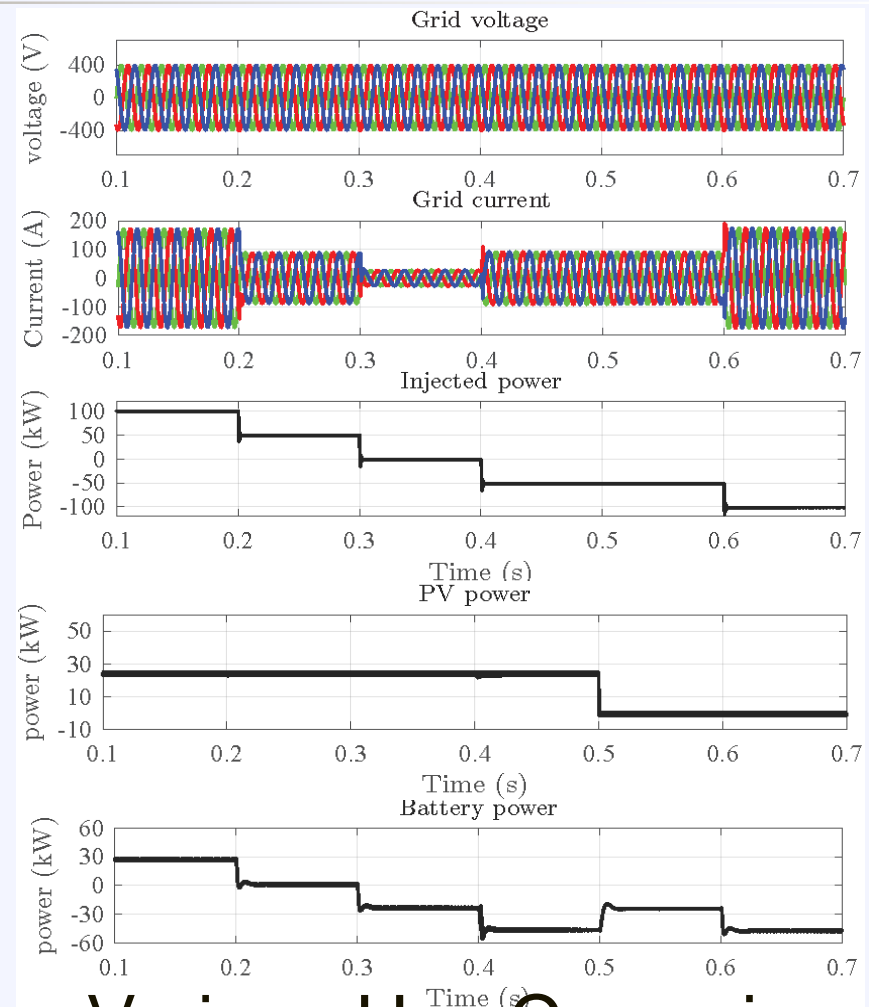 Grid voltage
voltage (V)
400
0
-400
0.1 0.2 0.3 0.4 0.5 0.6 0.7
Grid current
Current (A)
200
100
0
-100
-200
0.1 0.2 0.3 0.4 0.5 0.6 0.7
Injected power
Power (kW)
100
50
0
-50
-100
0.1 0.2 0.3 0.4 0.5 0.6 0.7
Time (s)
PV power
power (kW)
50
30
10
-10
0.1 0.2 0.3 0.4 0.5 0.6 0.7
Time (s)
Battery power
power (kW)
60
30
0
-30
-60
0.1 0.2 0.3 0.4 0.5 0.6 0.7
Time (s)